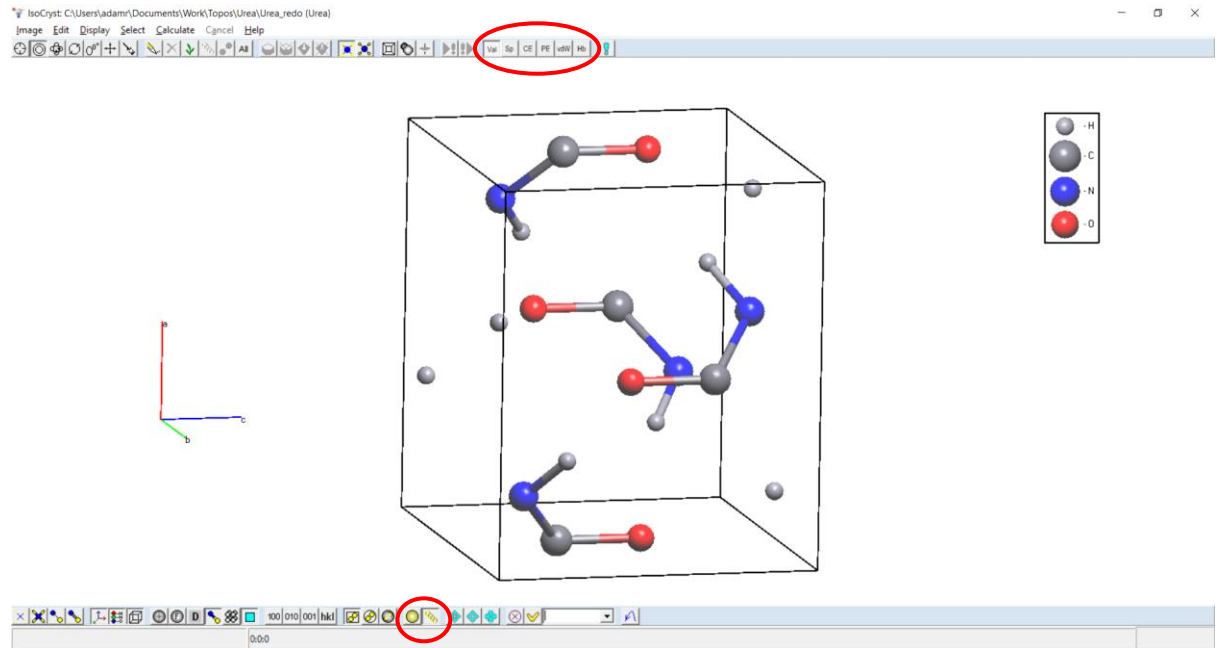 IsoCryst: C:\Users\adamr\Documents\Work\Topos\Urea\Urea_redo (Urea)
Image Edit Display Select Calculate Cancel Help
All Val Sp CE PE vdW Hb
- H
- C
- N
- O
a
c
b
D 100 010 001 hkl
0:0:0